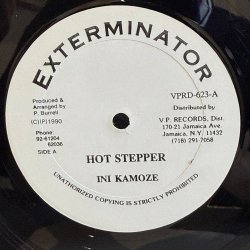 EXTERMINATOR
VPRD-623-A
Produced &
Arranged by
P. Burrell
(C)(P)1990
Phone:
92-61204
62036
SIDE A
Distributed by
V.P. RECORDS, Dist.
170-21 Jamaica Ave.
Jamaica, N.Y. 11432
(718) 291-7058
HOT STEPPER
INI KAMOZE
UNAUTHORIZED COPYING IS STRICTLY PROHIBITED